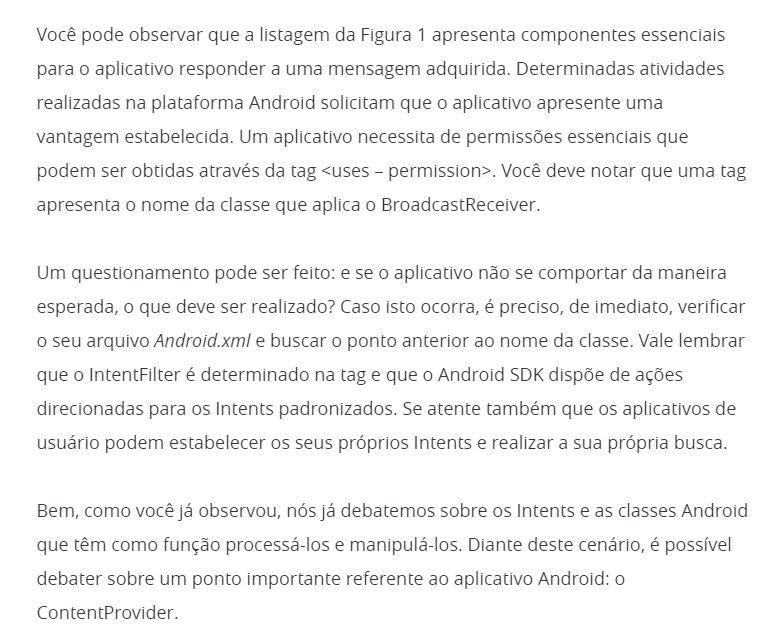 Você pode observar que a listagem da Figura 1 apresenta componentes essenciais
para o aplicativo responder a uma mensagem adquirida. Determinadas atividades
realizadas na plataforma Android solicitam que o aplicativo apresente uma
vantagem estabelecida. Um aplicativo necessita de permissões essenciais que
podem ser obtidas através da tag <uses – permission>. Você deve notar que uma tag
apresenta o nome da classe que aplica o BroadcastReceiver.
Um questionamento pode ser feito: e se o aplicativo não se comportar da maneira
esperada, o que deve ser realizado? Caso isto ocorra, é preciso, de imediato, verificar
o seu arquivo Android.xml e buscar o ponto anterior ao nome da classe. Vale lembrar
que o IntentFilter é determinado na tag e que o Android SDK dispõe de ações
direcionadas para os Intents padronizados. Se atente também que os aplicativos de
usuário podem estabelecer os seus próprios Intents e realizar a sua própria busca.
Bem, como você já observou, nós já debatemos sobre os Intents e as classes Android
que têm como função processá-los e manipulá-los. Diante deste cenário, é possível
debater sobre um ponto importante referente ao aplicativo Android: o
ContentProvider.